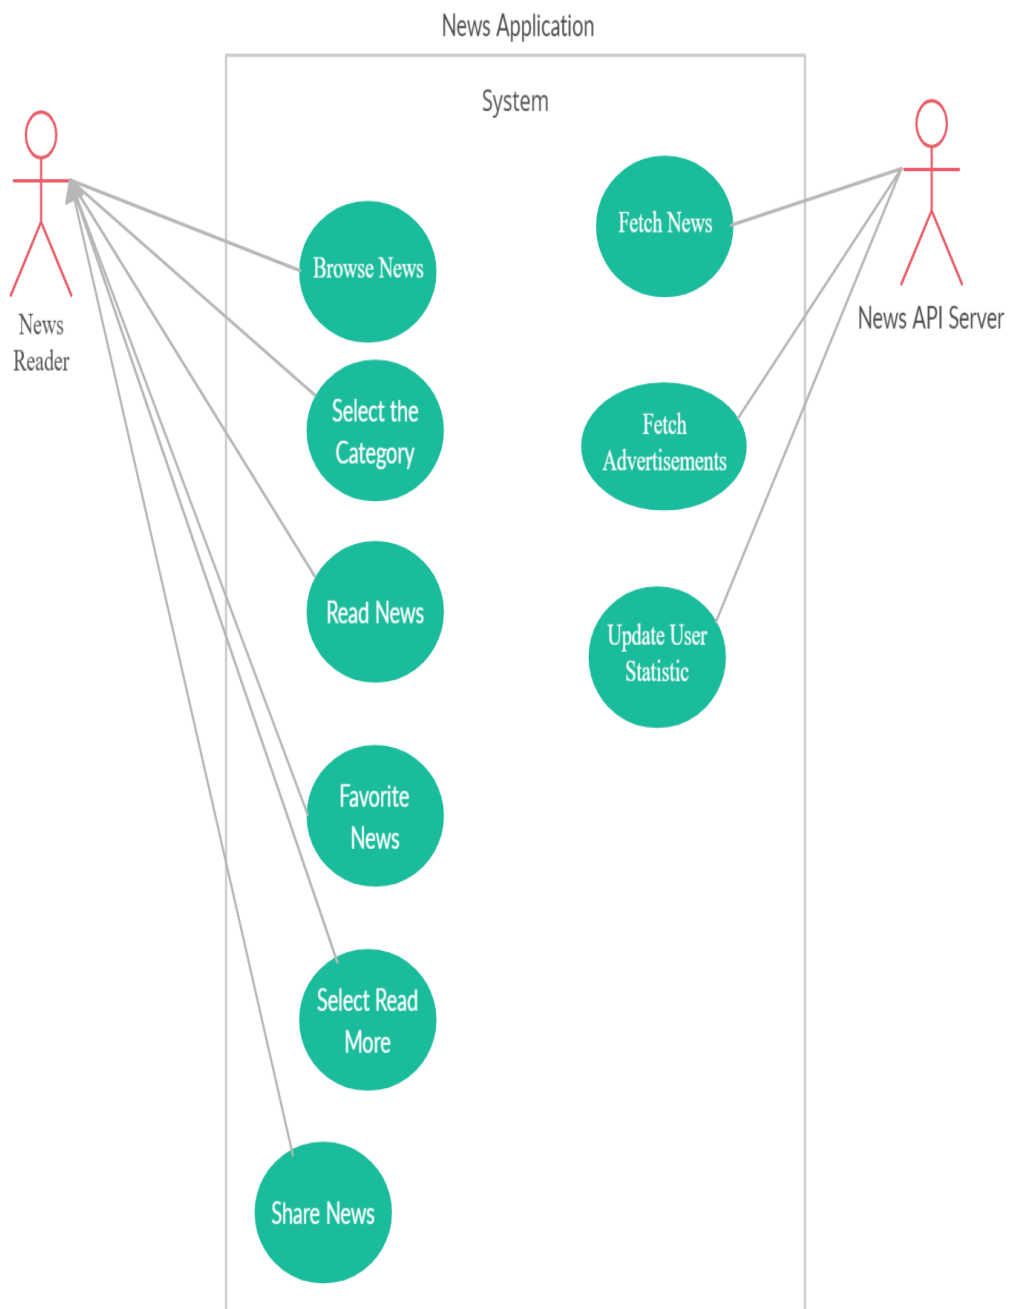 News Application
System
News
Reader
Browse News
Select the
Category
Read News
Favorite
News
Select Read
More
Share News
Fetch News
Fetch
Advertisements
Update User
Statistic
News API Server